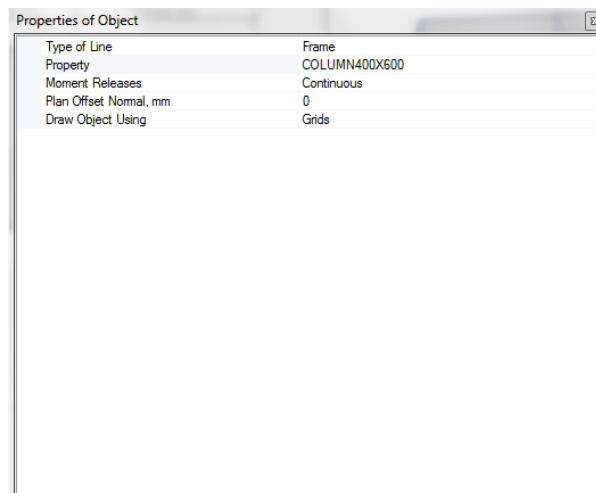 Properties of Object
Type of Line Frame
Property COLUMN400X600
Moment Releases Continuous
Plan Offset Normal, mm 0
Draw Object Using Grids